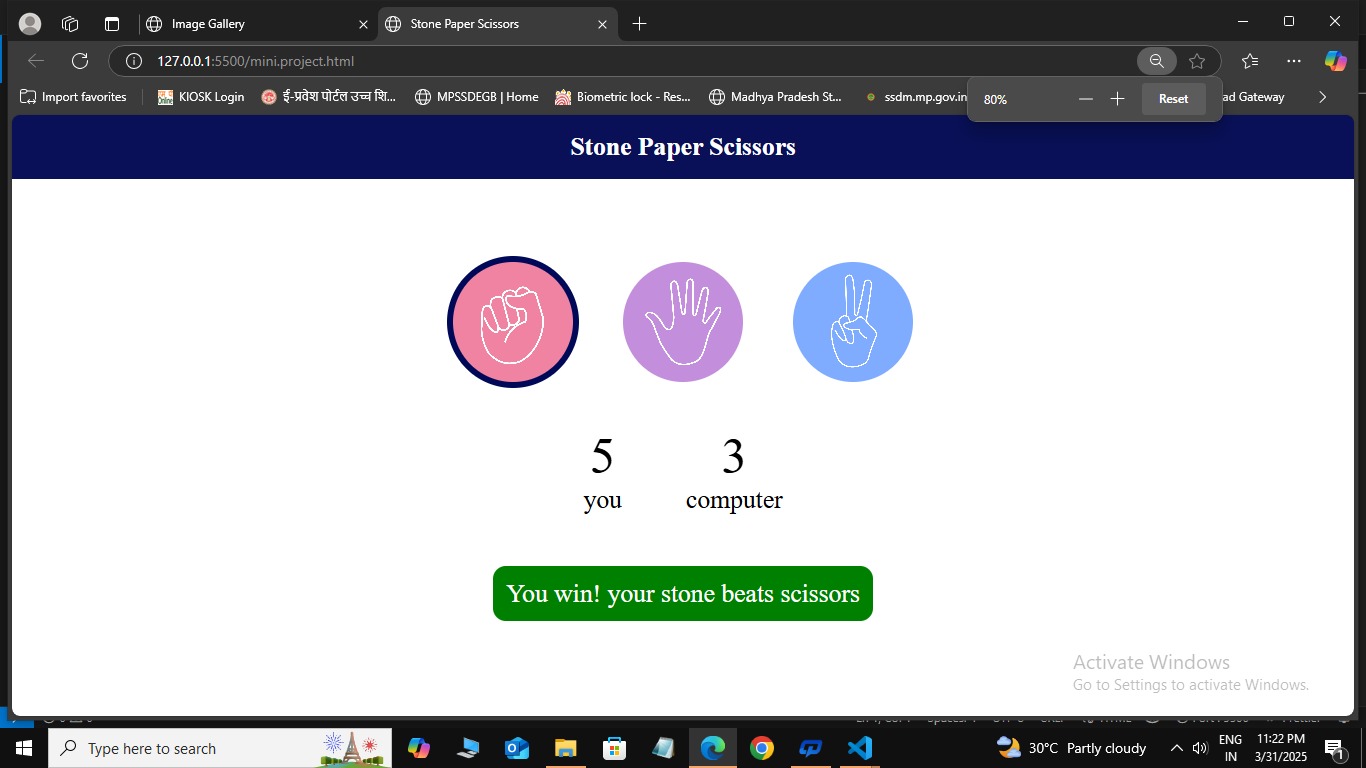 Image Gallery
Stone Paper Scissors
127.0.0.1:5500/mini.project.html
Import favorites
KIOSK Login
ई-प्रवेश पोर्टल उच्च शि...
MPSSDEGB | Home
Biometric lock - Res...
Madhya Pradesh St...
ssdm.mp.gov.in
ad Gateway
80%
Reset
Stone Paper Scissors
5 3
you computer
You win! your stone beats scissors
Activate Windows
Go to Settings to activate Windows.
Type here to search
30°C Partly cloudy
ENG
IN
11:22 PM
3/31/2025
1